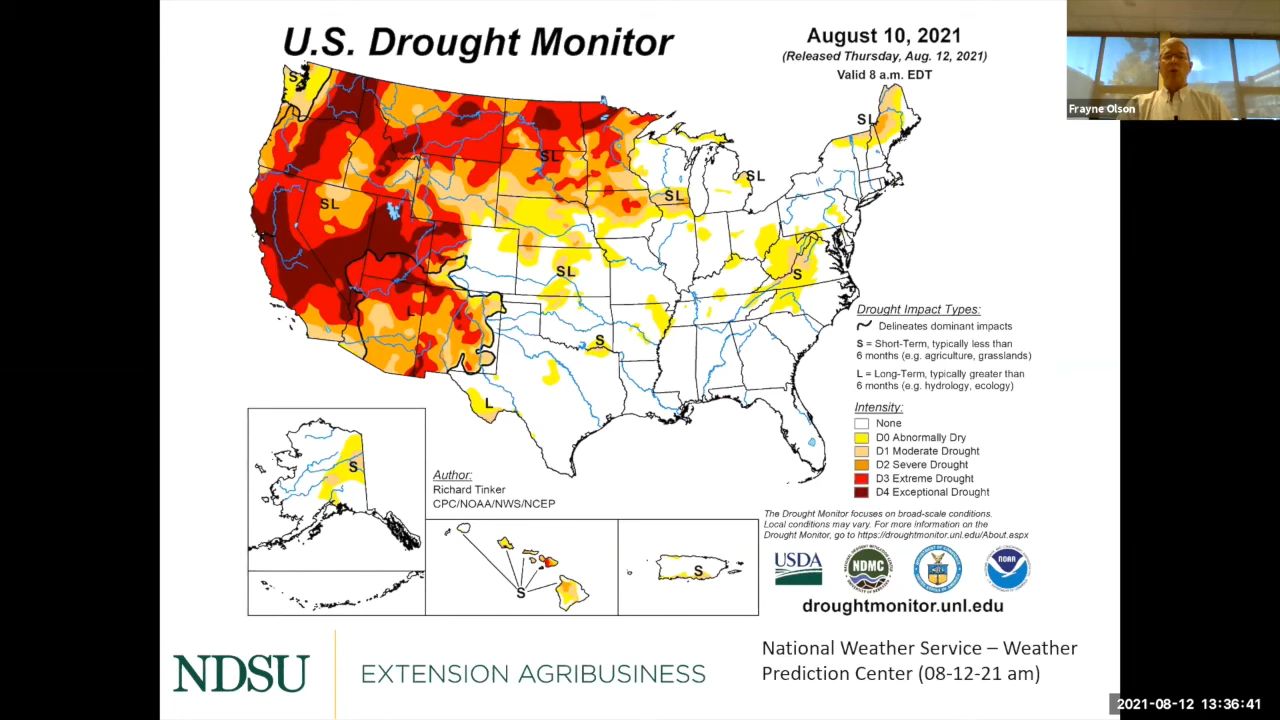 U.S. Drought Monitor
August 10, 2021
(Released Thursday, Aug. 12, 2021)
Valid 8 a.m. EDT
Frayne Olson
S
SL
SL
SL
SL
SL
SL
S
L
S
L
Drought Impact Types:
Delineates dominant impacts
S = Short-Term, typically less than
6 months (e.g. agriculture, grasslands)
L = Long-Term, typically greater than
6 months (e.g. hydrology, ecology)
Intensity:
None
D0 Abnormally Dry
D1 Moderate Drought
D2 Severe Drought
D3 Extreme Drought
D4 Exceptional Drought
S
Author:
Richard Tinker
CPC/NOAA/NWS/NCEP
S
S
The Drought Monitor focuses on broad-scale conditions.
Local conditions may vary. For more information on the
Drought Monitor, go to https://droughtmonitor.unl.edu/About.aspx
USDA
NDMC
NOAA
droughtmonitor.unl.edu
NDSU
EXTENSION AGRIBUSINESS
National Weather Service – Weather
Prediction Center (08-12-21 am)
2021-08-12 13:36:41